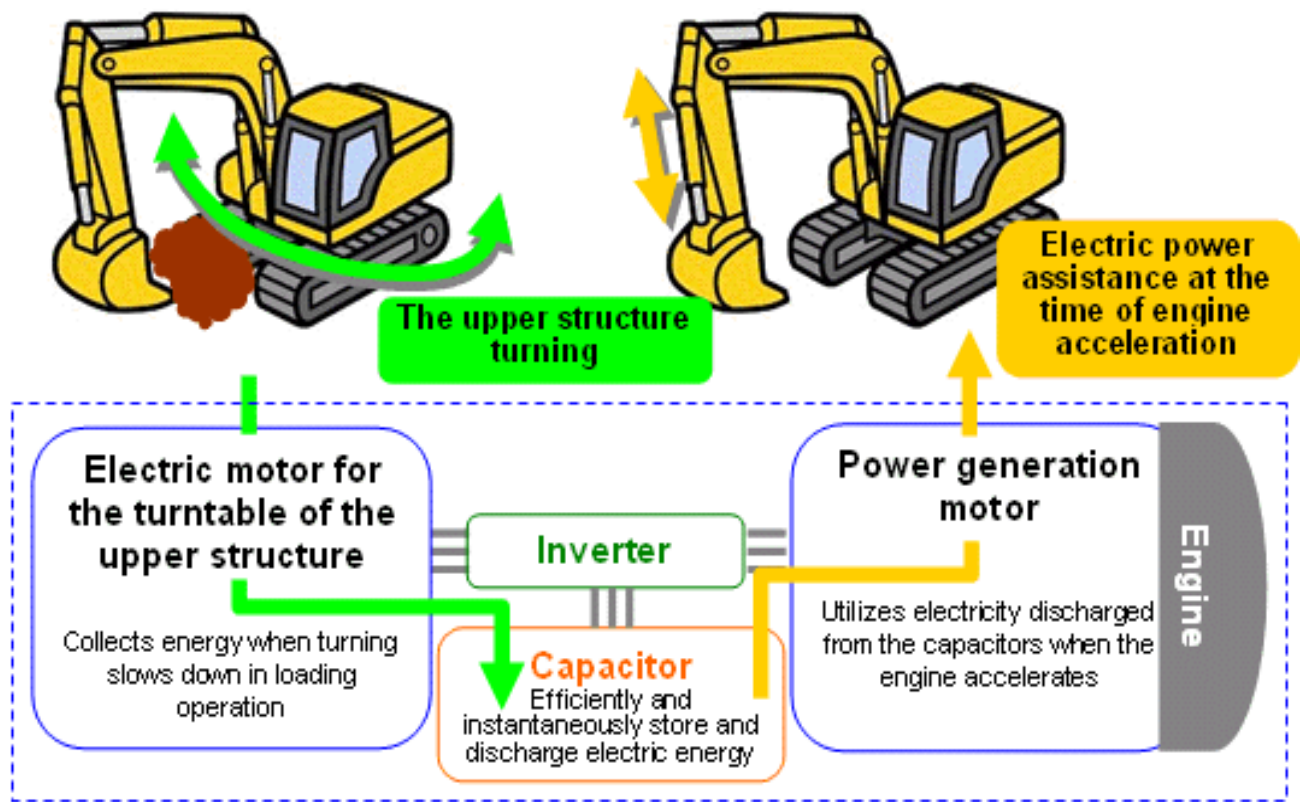 The upper structure
turning
Electric power
assistance at the
time of engine
acceleration
Electric motor for
the turntable of the
upper structure
Collects energy when turning
slows down in loading
operation
Inverter
Capacitor
Efficiently and
instantaneously store and
discharge electric energy
Power generation
motor
Utilizes electricity discharged
from the capacitors when the
engine accelerates
Engine